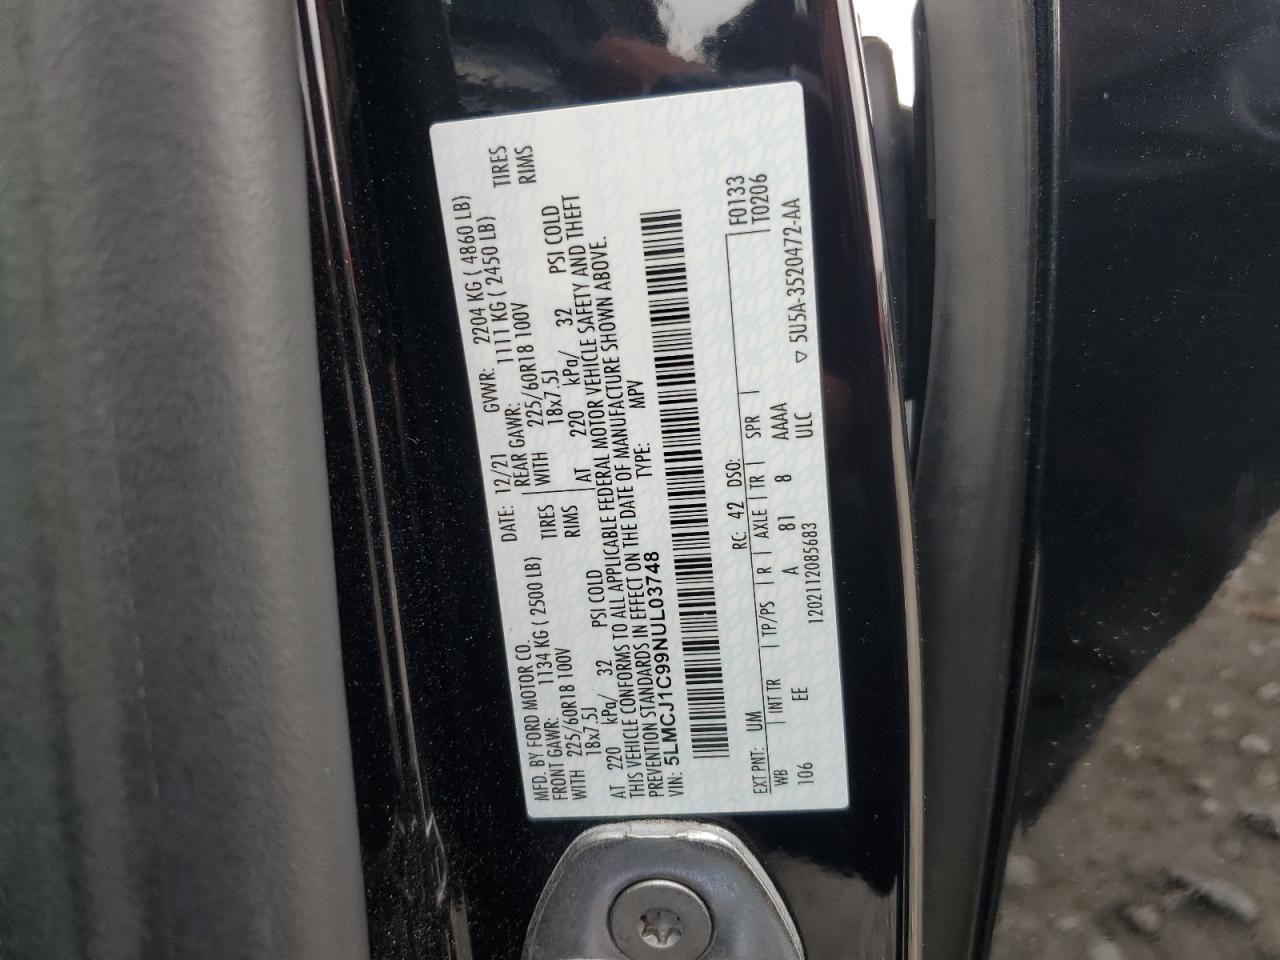 MFD. BY FORD MOTOR CO.
DATE: 12/21 GVWR: 2204 KG ( 4860 LB)
FRONT GAWR: 1134 KG ( 2500 LB) REAR GAWR: 1111 KG ( 2450 LB)
WITH 225/60R18 100V TIRES WITH 225/60R18 100V TIRES
18x7.5J RIMS 18x7.5J RIMS
AT 220 kPa/ 32 PSI COLD AT 220 kPa/ 32 PSI COLD
THIS VEHICLE CONFORMS TO ALL APPLICABLE FEDERAL MOTOR VEHICLE SAFETY AND THEFT
PREVENTION STANDARDS IN EFFECT ON THE DATE OF MANUFACTURE SHOWN ABOVE.
VIN: 5LMCJ1C99NUL03748 TYPE: MPV
F0133
EXT PNT: UM RC: 42 DSO: T0206
WB INT TR TP/PS R AXLE TR SPR
106 EE A 81 8 AAAA
1202112085683 ULC ▽ 5U5A-3520472-AA